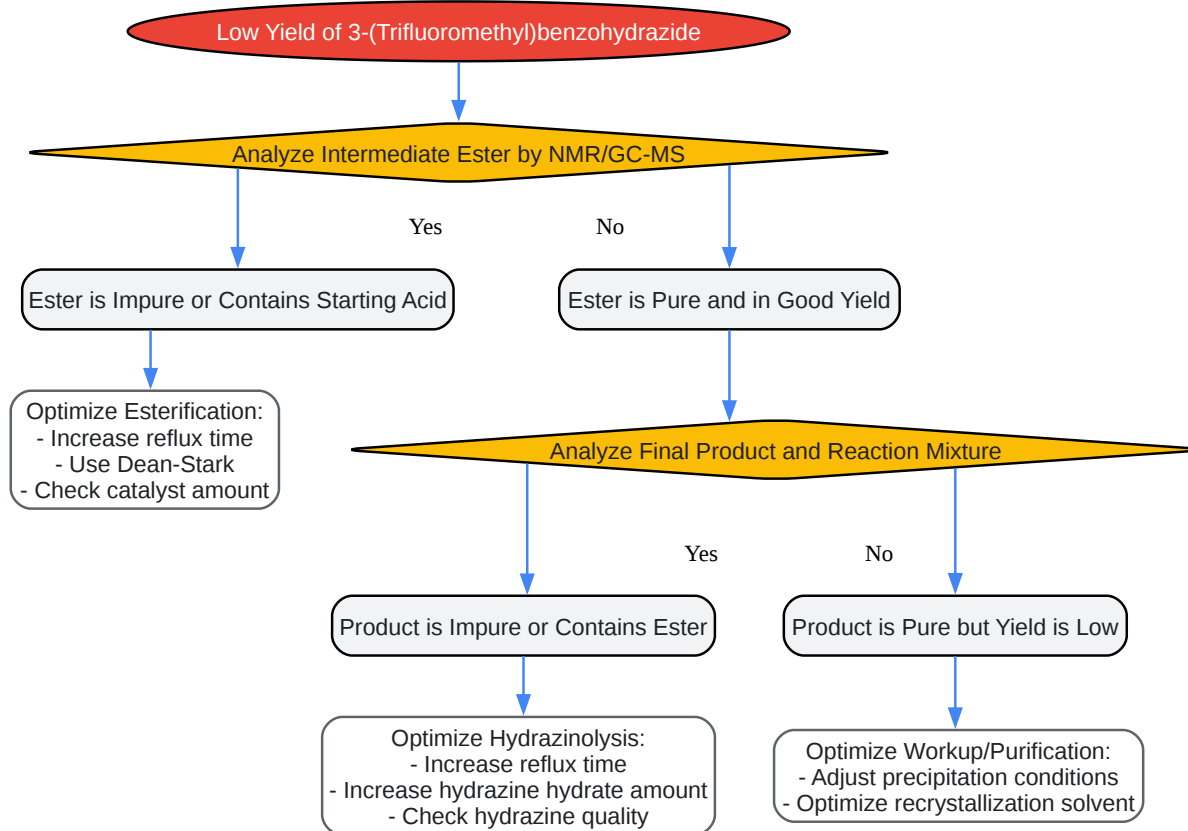 Low Yield of 3-(Trifluoromethyl)benzohydrazide
Analyze Intermediate Ester by NMR/GC-MS
Yes
No
Ester is Impure or Contains Starting Acid
Ester is Pure and in Good Yield
Optimize Esterification:
- Increase reflux time
- Use Dean-Stark
- Check catalyst amount
Analyze Final Product and Reaction Mixture
Yes
No
Product is Impure or Contains Ester
Product is Pure but Yield is Low
Optimize Hydrazinolysis:
- Increase reflux time
- Increase hydrazine hydrate amount
- Check hydrazine quality
Optimize Workup/Purification:
- Adjust precipitation conditions
- Optimize recrystallization solvent